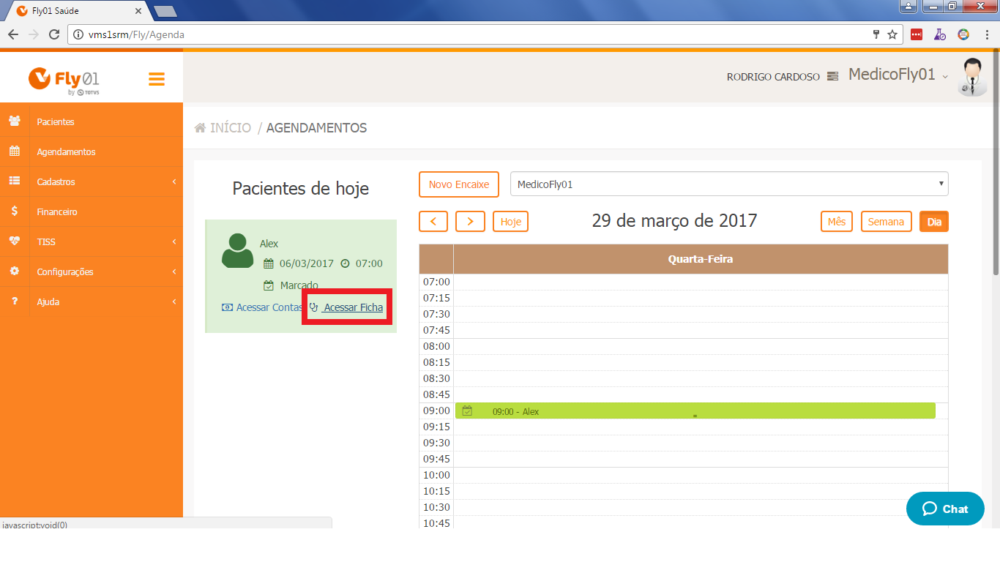 Fly01 Saúde
vms1srm/Fly/Agenda
Fly01
by TOTVS
RODRIGO CARDOSO MedicoFly01
Pacientes
Agendamentos
Cadastros
Financeiro
TISS
Configurações
Ajuda
INÍCIO / AGENDAMENTOS
Pacientes de hoje
Alex
06/03/2017 07:00
Marcado
Acessar Contas Acessar Ficha
Novo Encaixe MedicoFly01
< > Hoje 29 de março de 2017 Mês Semana Dia
Quarta-Feira
07:00
07:15
07:30
07:45
08:00
08:15
08:30
08:45
09:00 09:00 - Alex
09:15
09:30
09:45
10:00
10:15
10:30
10:45
Chat
javascript:void(0)